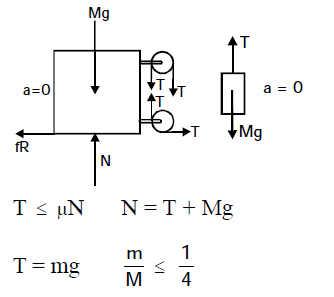 Mg
T
a=0
T
T
T
a = 0
T
Mg
fR
N
T ≤ μN N = T + Mg
T = mg m/M ≤ 1/4